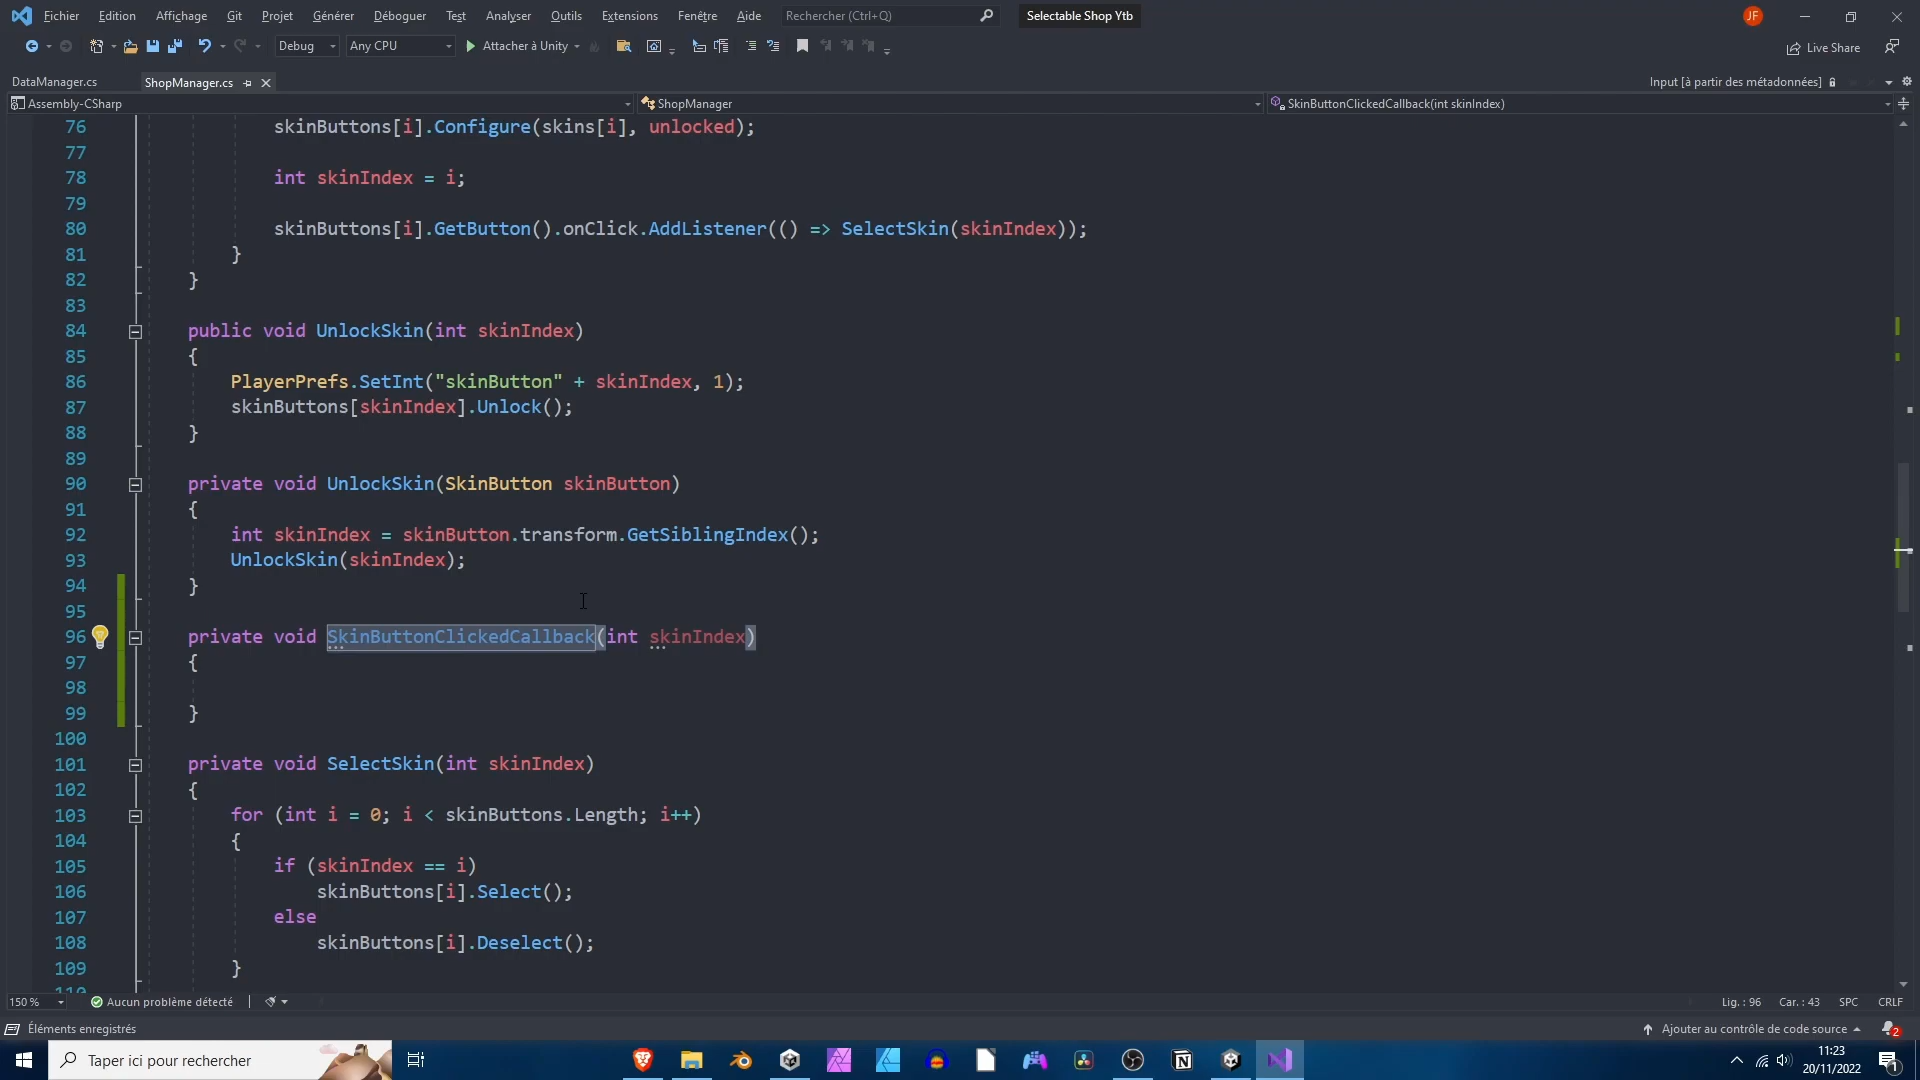 Fichier Edition Affichage Git Projet Générer Déboguer Test Analyser Outils Extensions Fenêtre Aide Rechercher (Ctrl+Q) Selectable Shop Ytb JF
Debug Any CPU Attacher à Unity Live Share
DataManager.cs ShopManager.cs Input [à partir des métadonnées]
Assembly-CSharp ShopManager SkinButtonClickedCallback(int skinIndex)
76 skinButtons[i].Configure(skins[i], unlocked);
77
78 int skinIndex = i;
79
80 skinButtons[i].GetButton().onClick.AddListener(() => SelectSkin(skinIndex));
81 }
82 }
83
84 public void UnlockSkin(int skinIndex)
85 {
86 PlayerPrefs.SetInt("skinButton" + skinIndex, 1);
87 skinButtons[skinIndex].Unlock();
88 }
89
90 private void UnlockSkin(SkinButton skinButton)
91 {
92 int skinIndex = skinButton.transform.GetSiblingIndex();
93 UnlockSkin(skinIndex);
94 }
95
96 private void SkinButtonClickedCallback(int skinIndex)
97 {
98
99 }
100
101 private void SelectSkin(int skinIndex)
102 {
103 for (int i = 0; i < skinButtons.Length; i++)
104 {
105 if (skinIndex == i)
106 skinButtons[i].Select();
107 else
108 skinButtons[i].Deselect();
109 }
110
150 % Aucun problème détecté Lig. : 96 Car. : 43 SPC CRLF
Éléments enregistrés Ajouter au contrôle de code source 2
Taper ici pour rechercher 11:23
20/11/2022 1